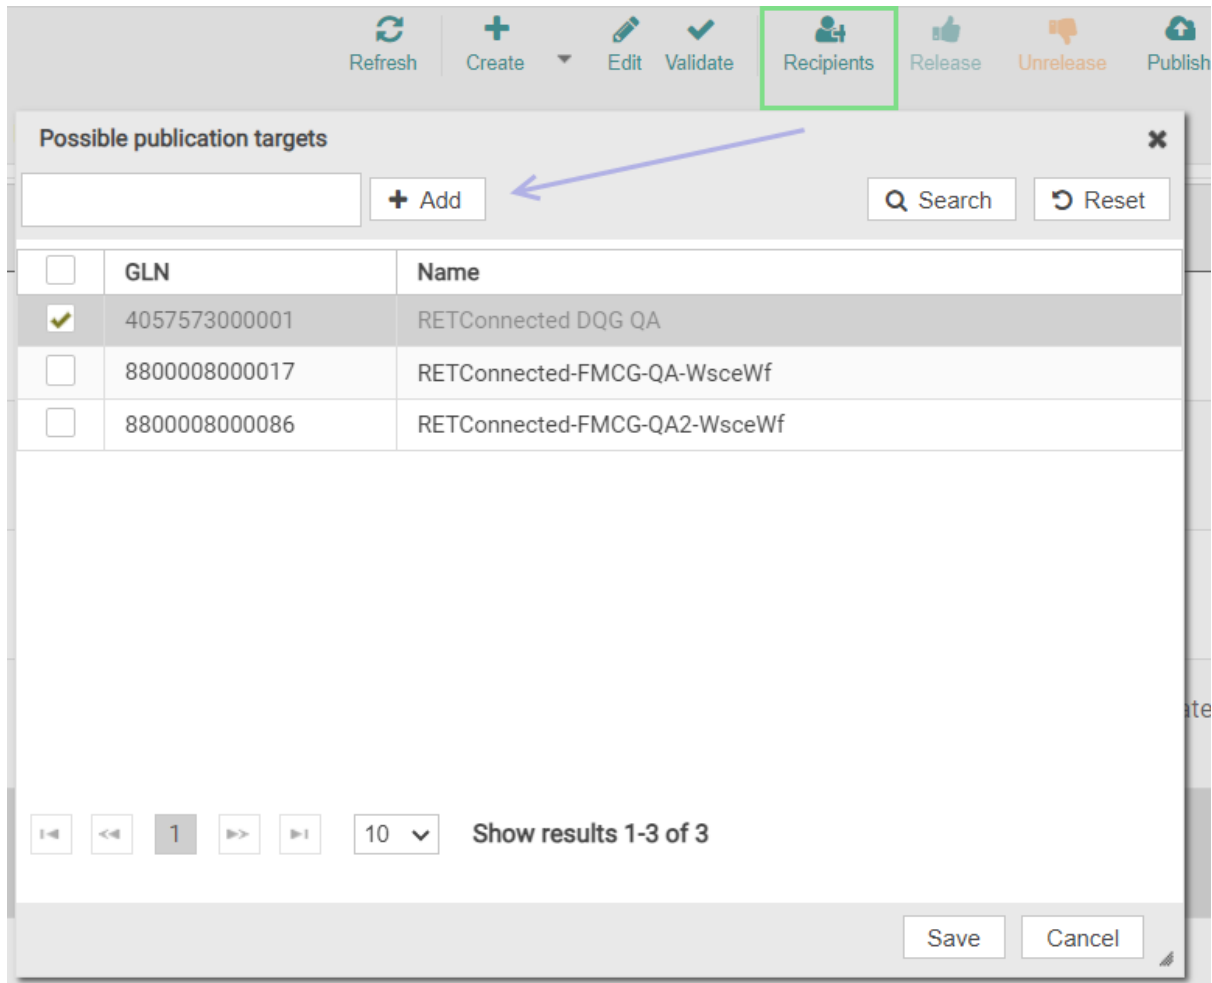 Refresh Create Edit Validate Recipients Release Unrelease Publish
Possible publication targets
Add Search Reset
GLN Name
4057573000001 RETConnected DQG QA
8800008000017 RETConnected-FMCG-QA-WsceWf
8800008000086 RETConnected-FMCG-QA2-WsceWf
ate
1 10 Show results 1-3 of 3
Save Cancel